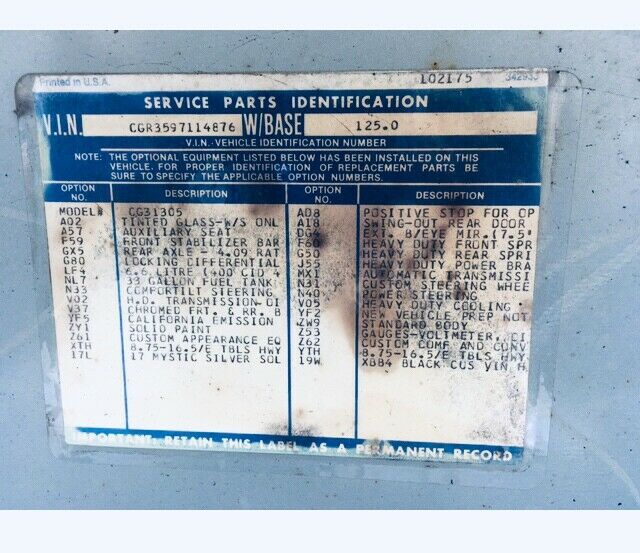 Printed in U.S.A. 102175 342933
SERVICE PARTS IDENTIFICATION
V.I.N. CGR3597114876 W/BASE 125.0
V.I.N.-VEHICLE IDENTIFICATION NUMBER
NOTE: THE OPTIONAL EQUIPMENT LISTED BELOW HAS BEEN INSTALLED ON THIS
VEHICLE. FOR PROPER IDENTIFICATION OF REPLACEMENT PARTS BE
SURE TO SPECIFY THE APPLICABLE OPTION NUMBERS.
OPTION NO. DESCRIPTION OPTION NO. DESCRIPTION
MODEL# CG31305 A08 POSITIVE STOP FOR OP
A02 TINTED GLASS-W/S ONL A18 SWING-OUT REAR DOOR
A57 AUXILIARY SEAT DG4 EXT. B/EYE MIR.(7.5'
F59 FRONT STABILIZER BAR F60 HEAVY DUTY FRONT SPR
GX5 REAR AXLE - 4.09 RAT G50 HEAVY DUTY REAR SPRI
G80 LOCKING DIFFERENTIAL J55 HEAVY DUTY POWER BRA
LF4 6.6 LITRE (400 CID 4 MX1 AUTOMATIC TRANSMISSI
NL7 33 GALLON FUEL TANK N31 CUSTOM STEERING WHEE
N33 COMFORTILT STEERING N40 POWER STEERING
V02 H.D. TRANSMISSION OI V05 HEAVY DUTY COOLING
V37 CHROMED FRT. & RR. B YF2 NEW VEHICLE PREP NOT
YF5 CALIFORNIA EMISSION ZW9 STANDARD BODY
ZY1 SOLID PAINT Z53 GAUGES-VOLTMETER, CI
Z61 CUSTOM APPEARANCE EQ Z62 CUSTOM COMF AND CONV
XTH 8.75-16.5/E TBLS HWY YTH 8.75-16.5/E TBLS HWY
17L 17 MYSTIC SILVER SOL 19W XBB4 BLACK CUS VIN H
IMPORTANT: RETAIN THIS LABEL AS A PERMANENT RECORD